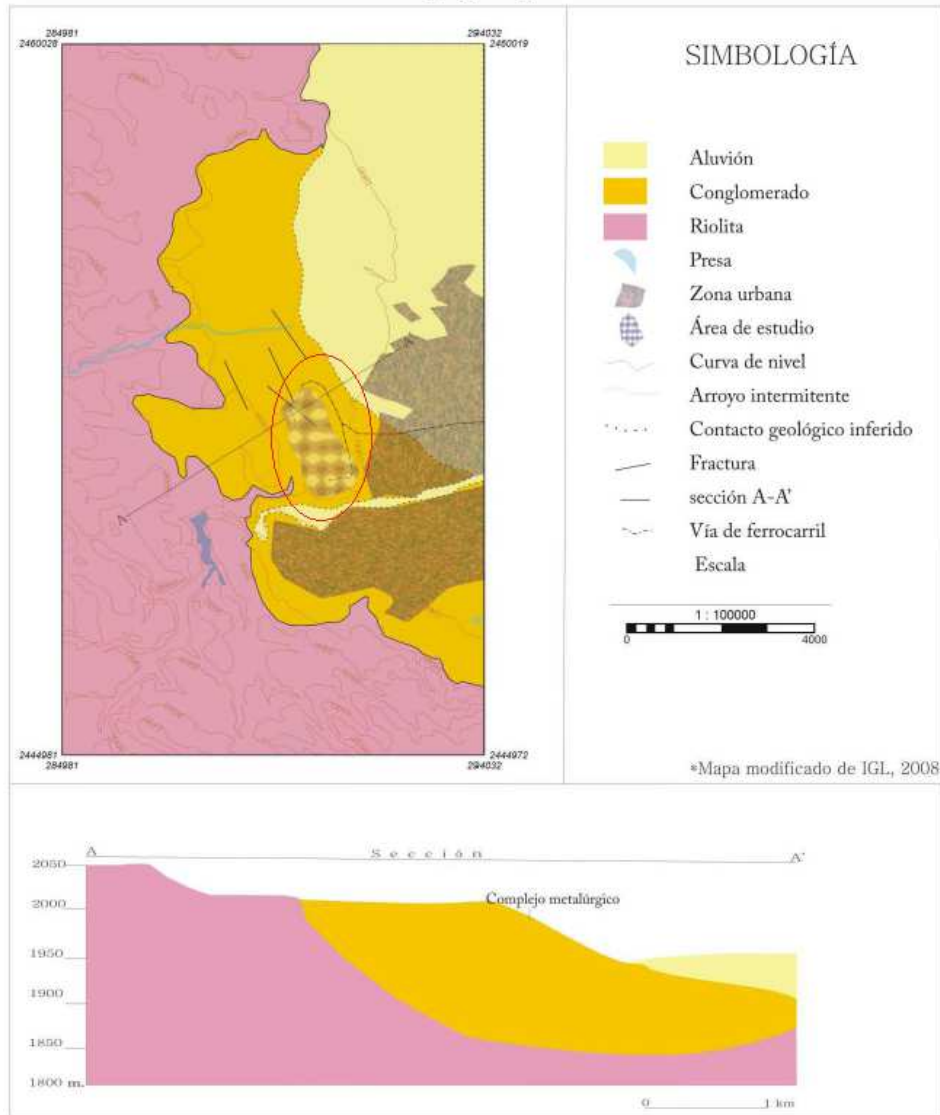 284981
294032
2460028
2460019
SIMBOLOGÍA
Aluvión
Conglomerado
Riolita
Presa
Zona urbana
Área de estudio
Curva de nivel
Arroyo intermitente
Contacto geológico inferido
Fractura
sección A-A'
Vía de ferrocarril
Escala
1 : 100000
0 4000
A
2444981
2444972
284981
294032
*Mapa modificado de IGL, 2008
A Sección A'
2050
2000
Complejo metalúrgico
1950
1900
1850
1800 m.
0 1 km